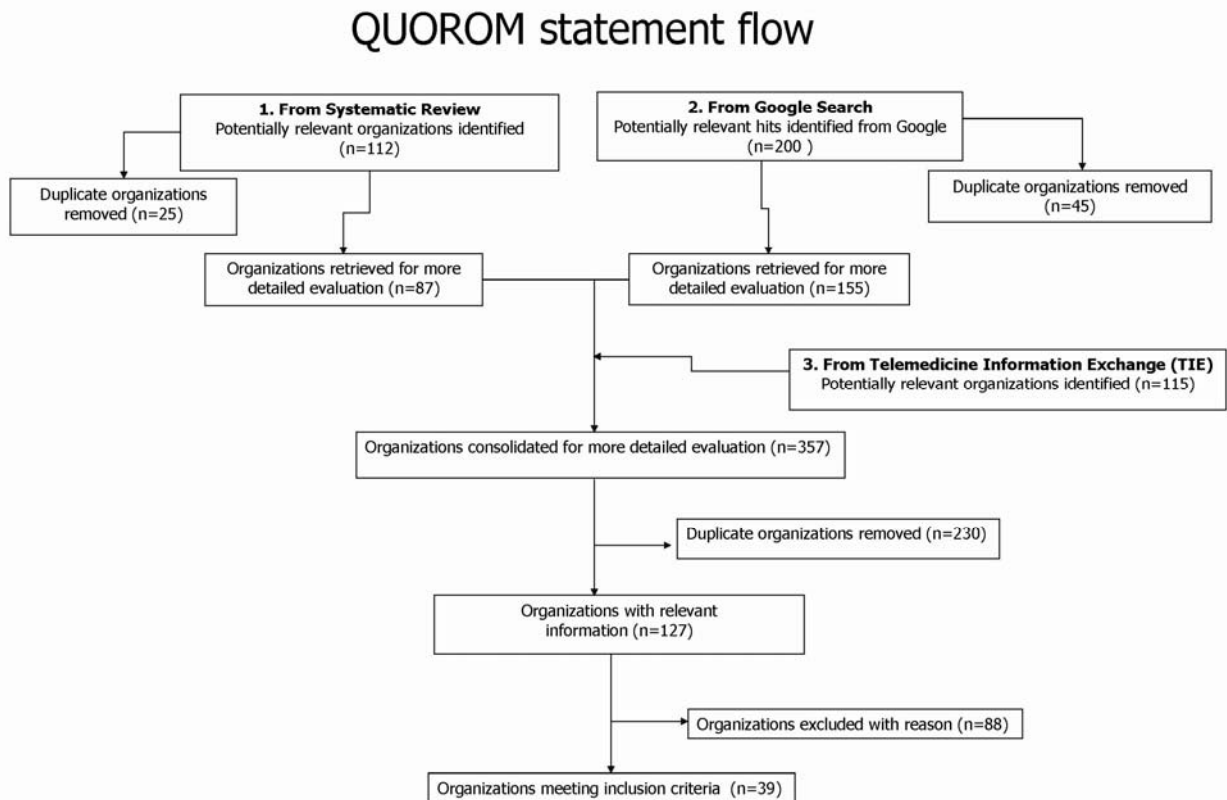 QUOROM statement flow
1. From Systematic Review
Potentially relevant organizations identified
(n=112)
2. From Google Search
Potentially relevant hits identified from Google
(n=200 )
Duplicate organizations
removed (n=25)
Duplicate organizations removed
(n=45)
Organizations retrieved for more
detailed evaluation (n=87)
Organizations retrieved for more
detailed evaluation (n=155)
3. From Telemedicine Information Exchange (TIE)
Potentially relevant organizations identified (n=115)
Organizations consolidated for more detailed evaluation (n=357)
Duplicate organizations removed (n=230)
Organizations with relevant
information (n=127)
Organizations excluded with reason (n=88)
Organizations meeting inclusion criteria (n=39)